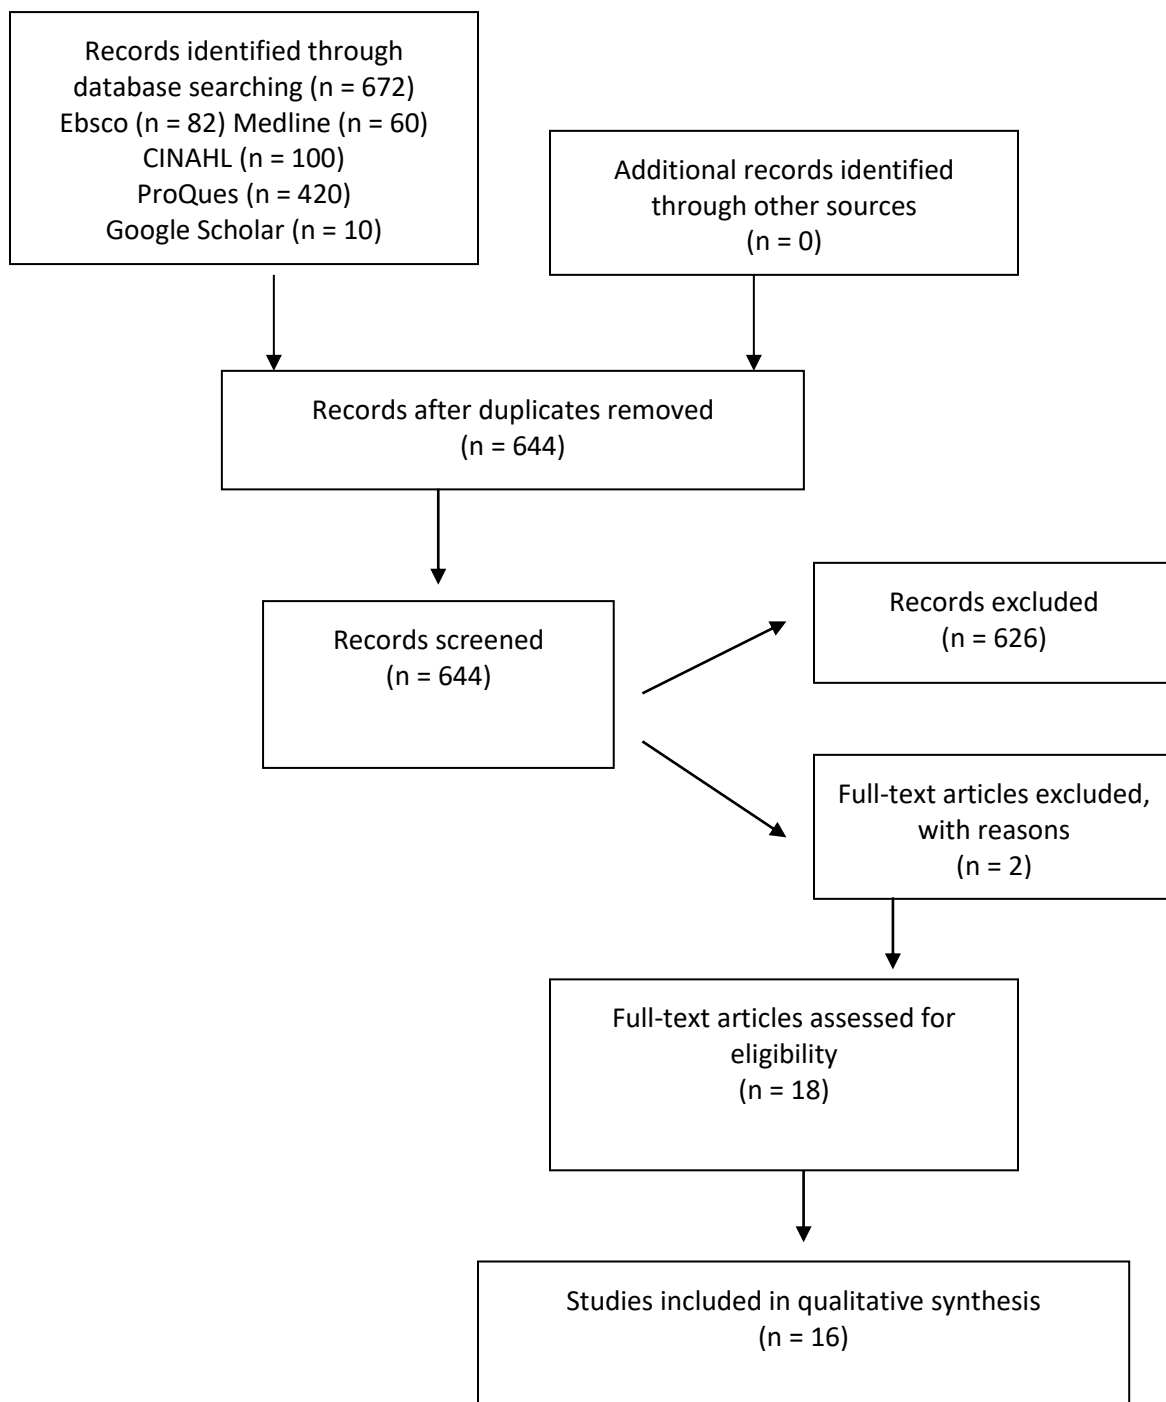 Records identified through
database searching (n = 672)
Ebsco (n = 82) Medline (n = 60)
CINAHL (n = 100)
ProQues (n = 420)
Google Scholar (n = 10)
Additional records identified
through other sources
(n = 0)
Records after duplicates removed
(n = 644)
Records screened
(n = 644)
Records excluded
(n = 626)
Full-text articles excluded,
with reasons
(n = 2)
Full-text articles assessed for
eligibility
(n = 18)
Studies included in qualitative synthesis
(n = 16)